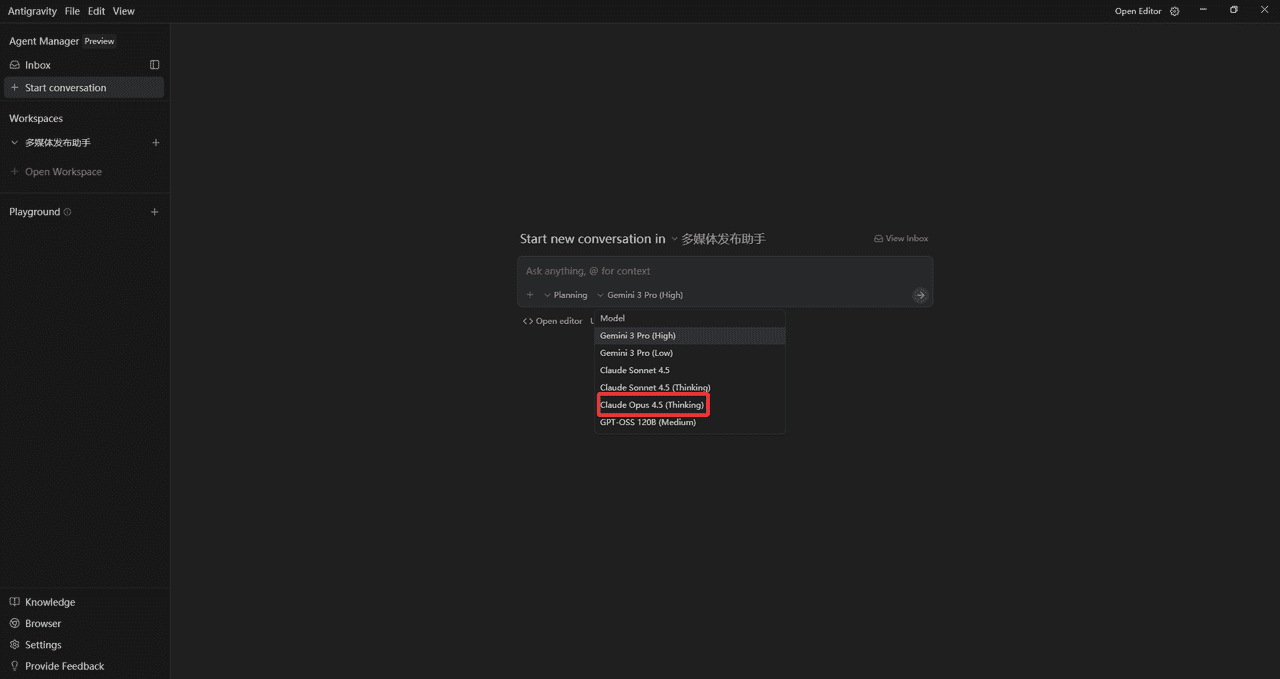 Antigravity File Edit View Open Editor
Agent Manager Preview
Inbox
+ Start conversation
Workspaces
多媒体发布助手 +
+ Open Workspace
Playground +
Start new conversation in 多媒体发布助手 View Inbox
Ask anything, @ for context
+ Planning Gemini 3 Pro (High)
<> Open editor
Model
Gemini 3 Pro (High)
Gemini 3 Pro (Low)
Claude Sonnet 4.5
Claude Sonnet 4.5 (Thinking)
Claude Opus 4.5 (Thinking)
GPT-OSS 120B (Medium)
Knowledge
Browser
Settings
Provide Feedback